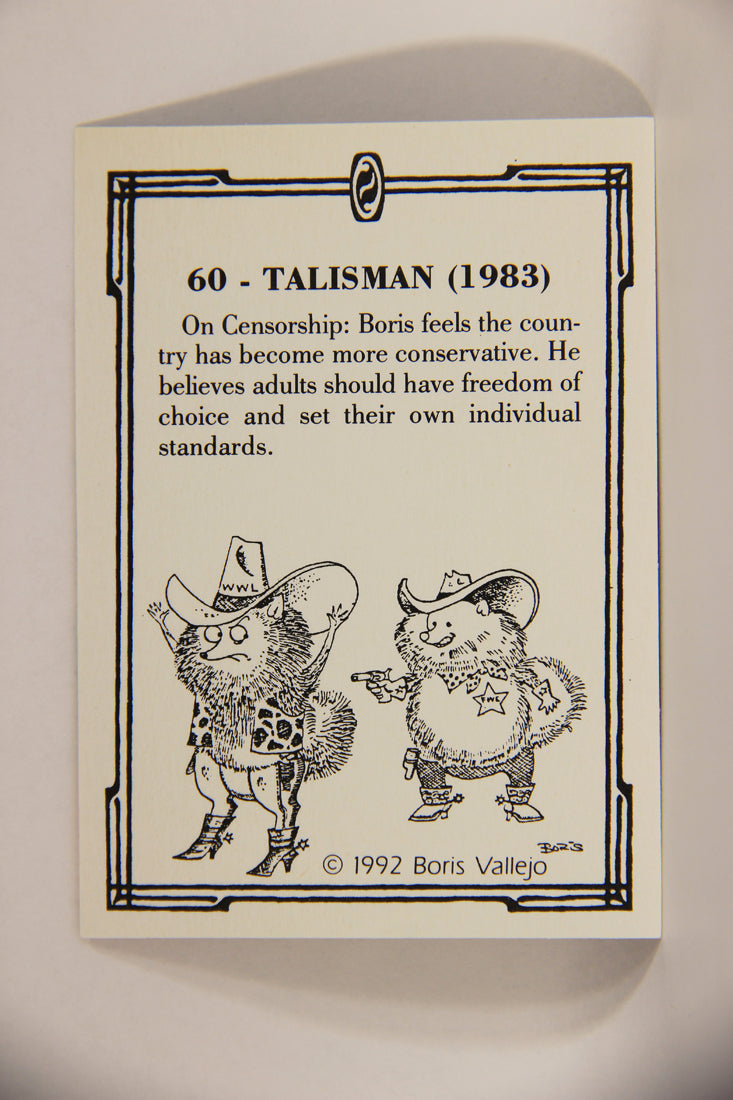 60 - TALISMAN (1983)
On Censorship: Boris feels the coun-
try has become more conservative. He
believes adults should have freedom of
choice and set their own individual
standards.
WWL
BORIS
© 1992 Boris Vallejo